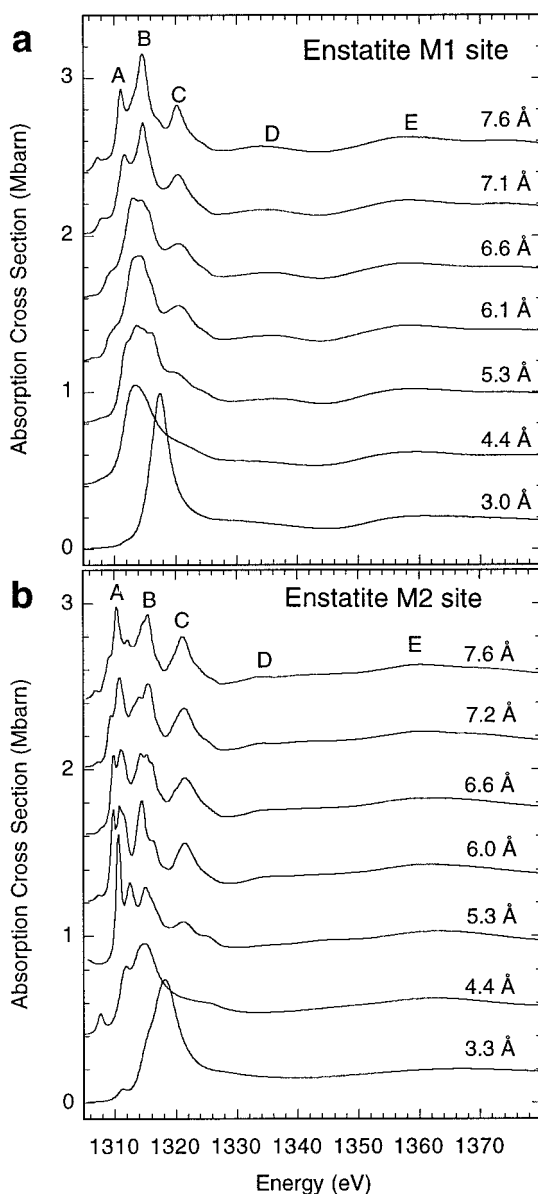 a
Enstatite M1 site
A
B
C
D
E
7.6 Å
7.1 Å
6.6 Å
6.1 Å
5.3 Å
4.4 Å
3.0 Å
3
2
1
0
Absorption Cross Section (Mbarn)
b
Enstatite M2 site
A
B
C
D
E
7.6 Å
7.2 Å
6.6 Å
6.0 Å
5.3 Å
4.4 Å
3.3 Å
3
2
1
0
Absorption Cross Section (Mbarn)
1310 1320 1330 1340 1350 1360 1370
Energy (eV)